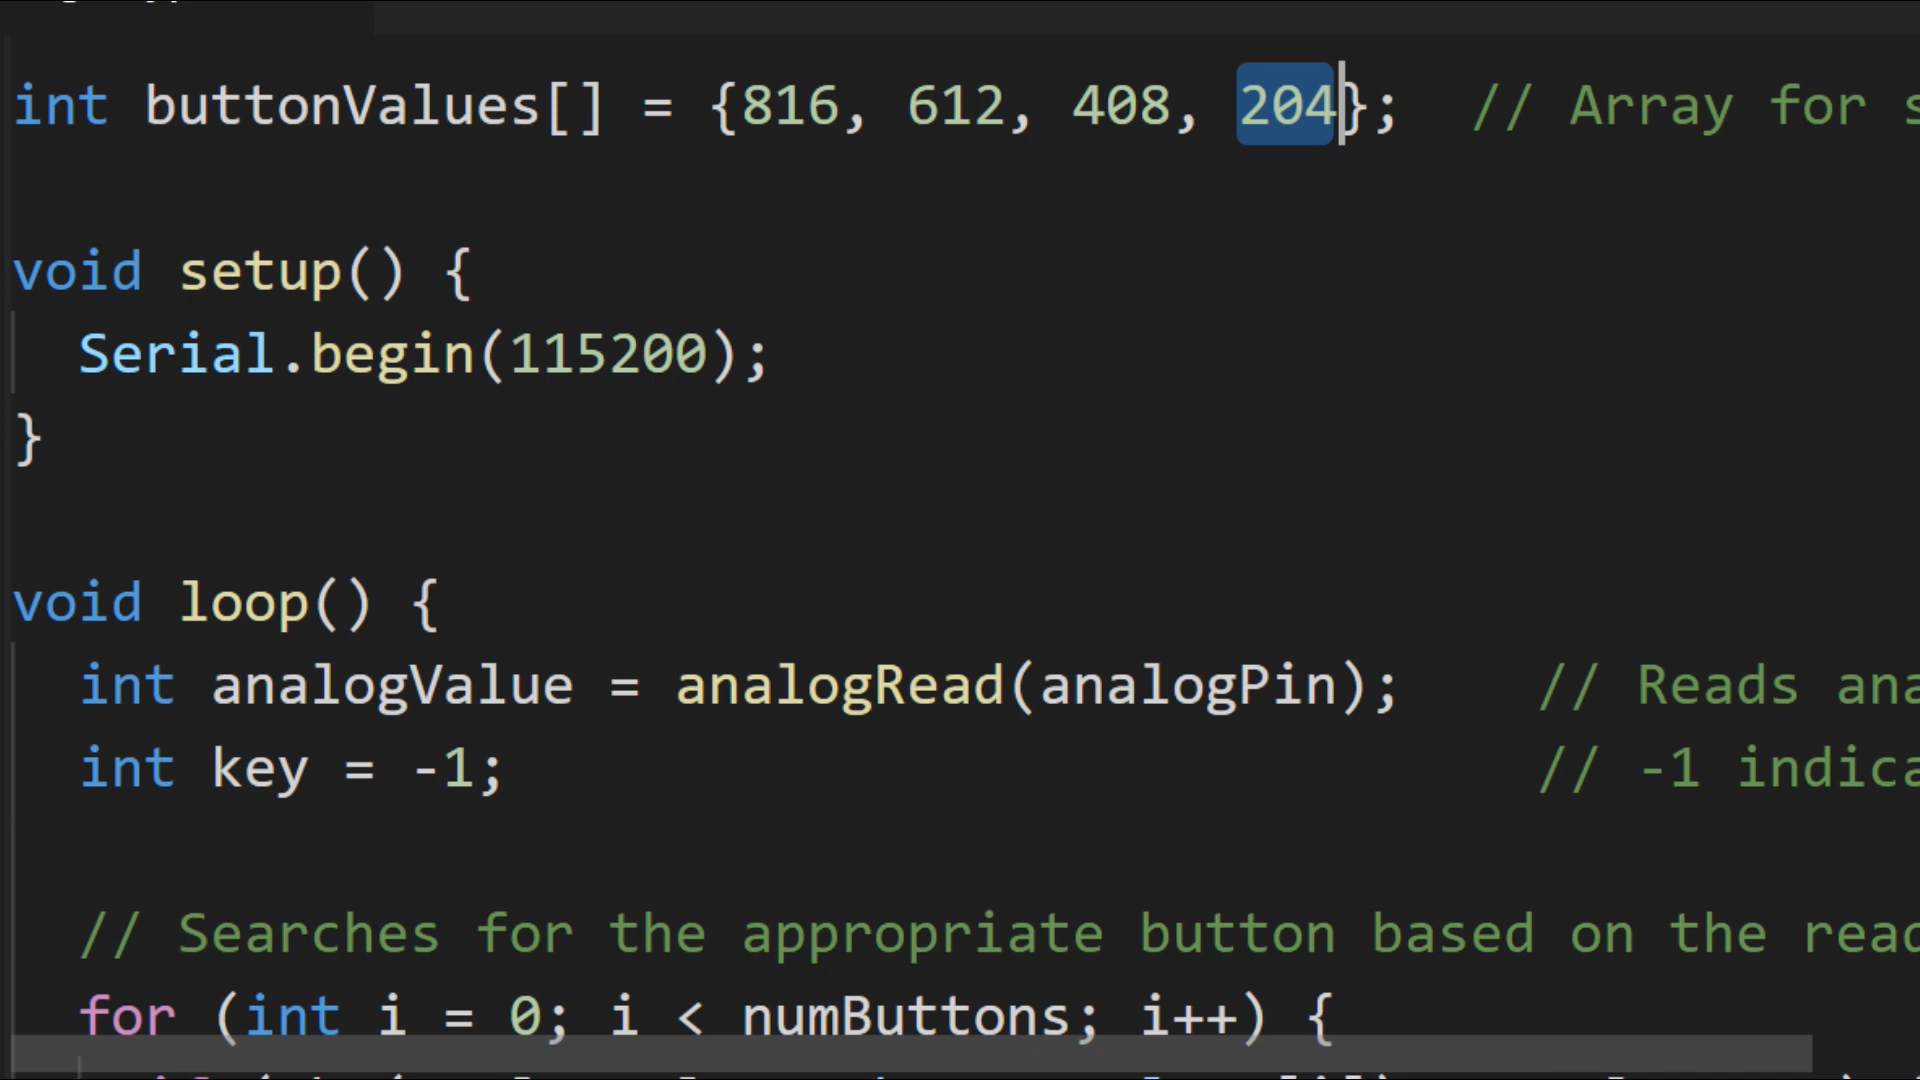 int buttonValues[] = {816, 612, 408, 204};  // Array for
void setup() {
  Serial.begin(115200);
}
void loop() {
  int analogValue = analogRead(analogPin);    // Reads
  int key = -1;                               // -1
  // Searches for the appropriate button based on the
  for (int i = 0; i < numButtons; i++) {